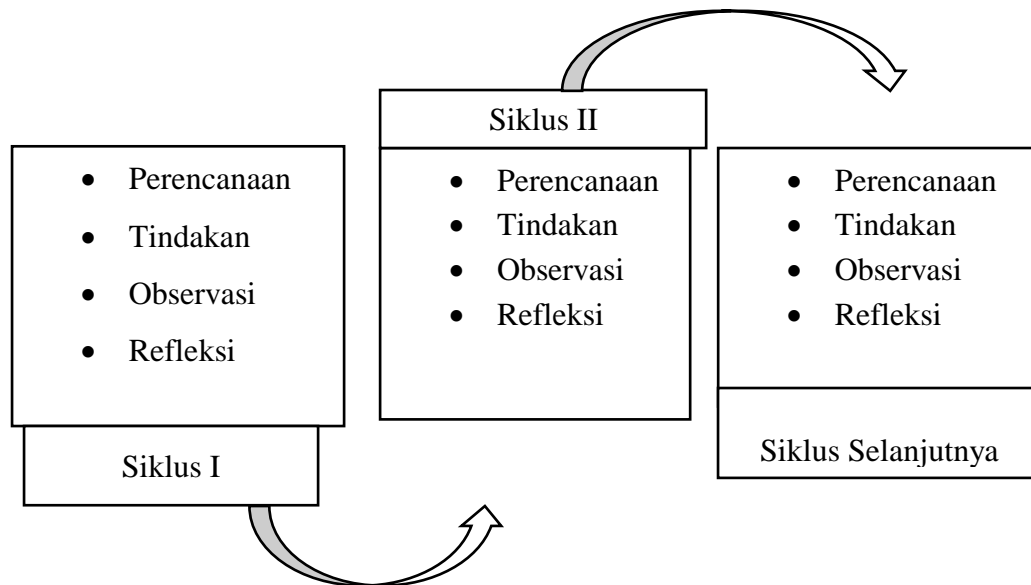 • Perencanaan
• Tindakan
• Observasi
• Refleksi
Siklus I
Siklus II
• Perencanaan
• Tindakan
• Observasi
• Refleksi
• Perencanaan
• Tindakan
• Observasi
• Refleksi
Siklus Selanjutnya